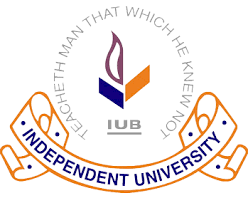 TEACHETH MAN THAT WHICH HE KNEW NOT
IUB
· INDEPENDENT UNIVERSITY ·